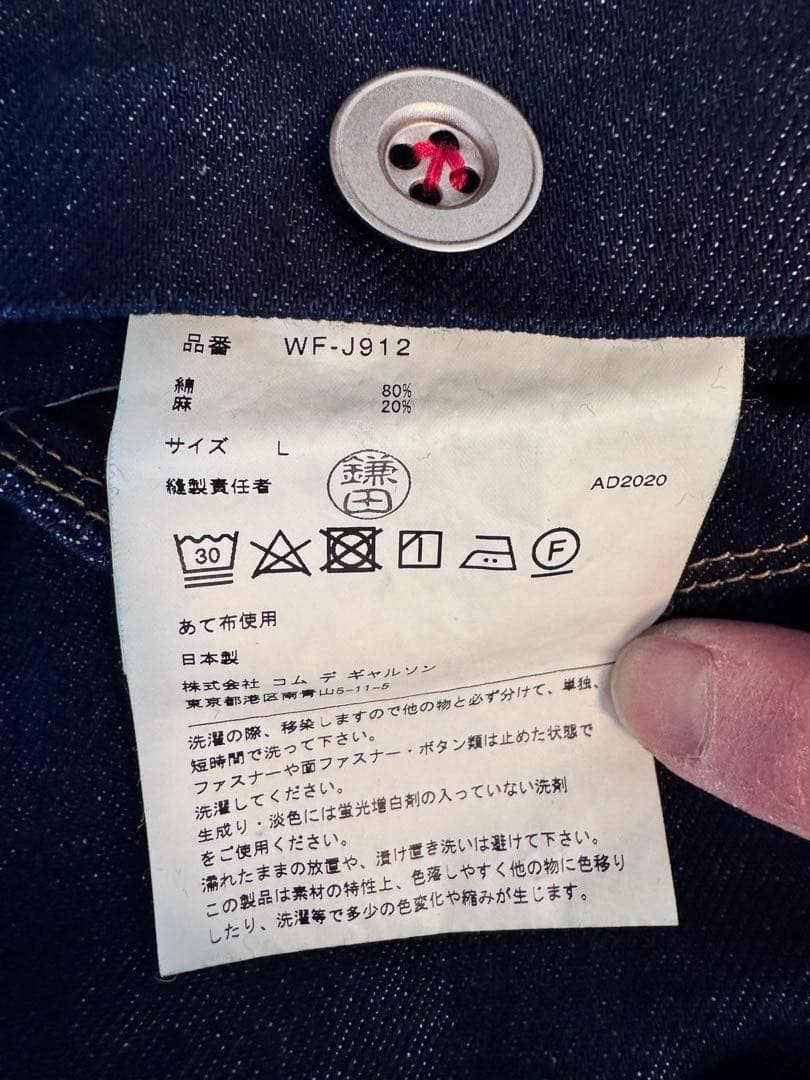 品番 WF-J912
綿 80%
麻 20%
サイズ L
縫製責任者 鎌田 AD2020
30 1 F
あて布使用
日本製
株式会社 コム デ ギャルソン
東京都港区南青山5-11-5
洗濯の際、移染しますので他の物と必ず分けて、単独、
短時間で洗って下さい。
ファスナーや面ファスナー・ボタン類は止めた状態で
洗濯してください。
生成り・淡色には蛍光増白剤の入っていない洗剤
をご使用ください。
濡れたままの放置や、漬け置き洗いは避けて下さい。
この製品は素材の特性上、色落しやすく他の物に色移り
したり、洗濯等で多少の色変化や縮みが生じます。